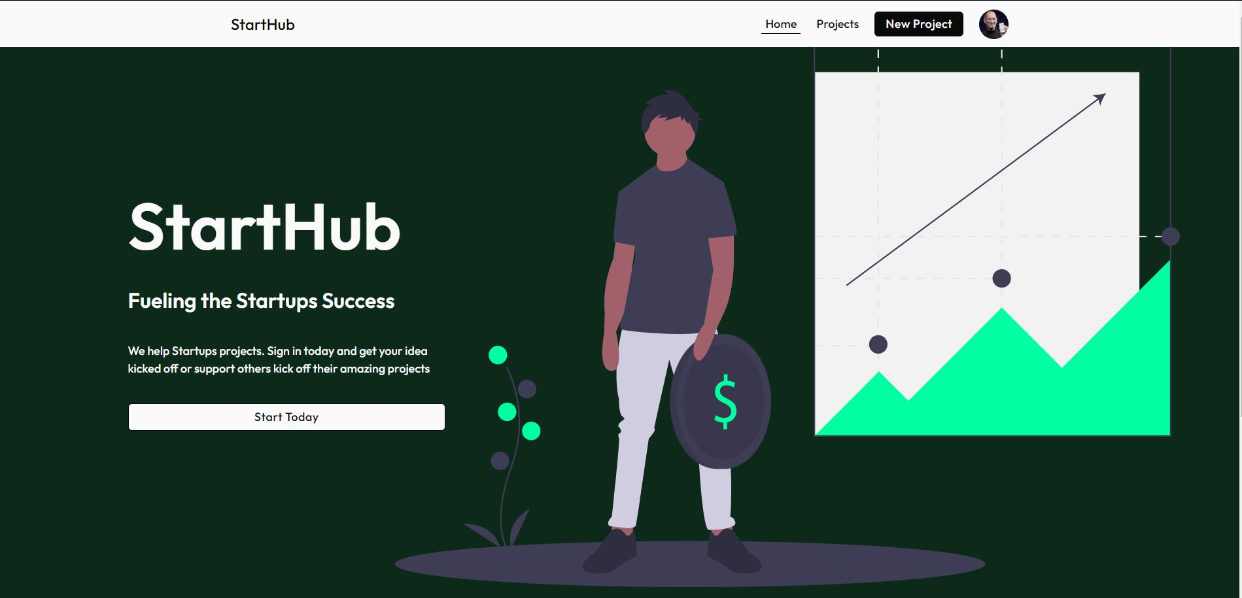 StartHub
Home Projects New Project
StartHub
Fueling the Startups Success
We help Startups projects. Sign in today and get your idea
kicked off or support others kick off their amazing projects
Start Today
$